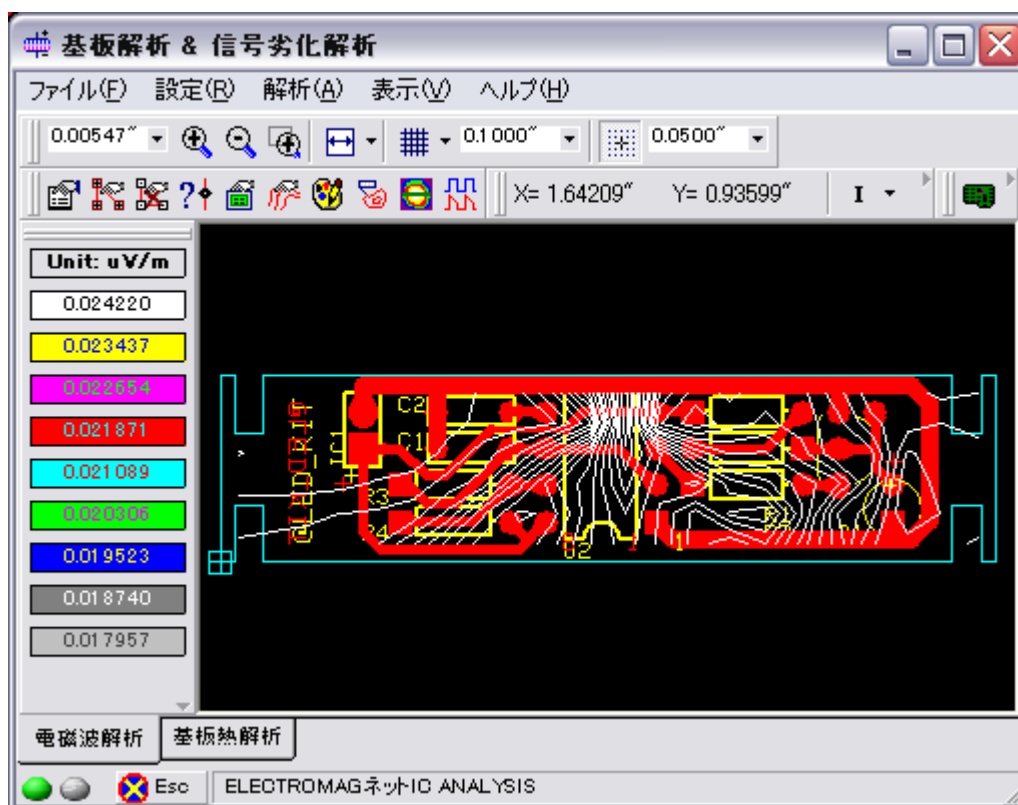 基板解析 & 信号劣化解析
ファイル(F) 設定(R) 解析(A) 表示(V) ヘルプ(H)
0.00547" 0.1000" 0.0500"
X= 1.64209" Y= 0.93599" I
Unit: uV/m
0.024220
0.023437
0.022654
0.021871
0.021089
0.020306
0.019523
0.018740
0.017957
C2
C1
IC1
R3
R4
U2
1
電磁波解析 基板熱解析
Esc ELECTROMAGネットIC ANALYSIS